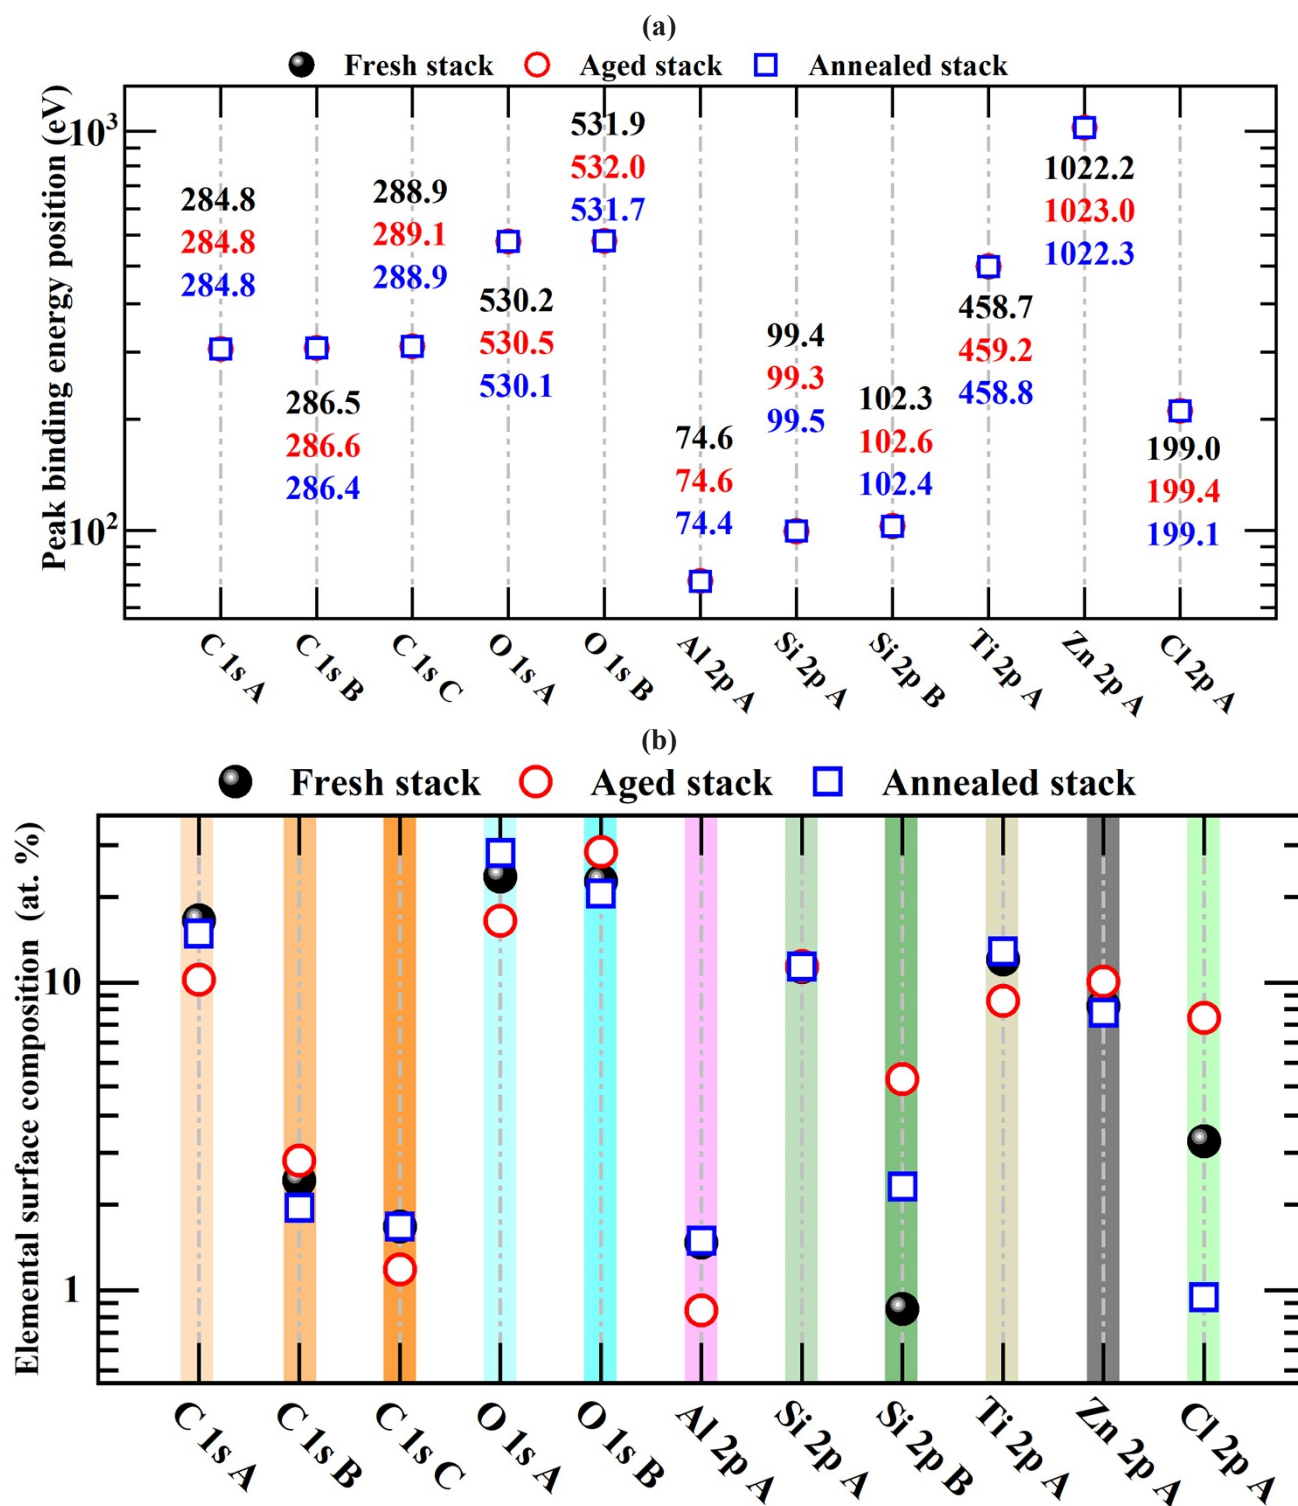 (a)
Fresh stack Aged stack Annealed stack
Peak binding energy position (eV)
10³
10²
284.8
284.8
284.8
286.5
286.6
286.4
288.9
289.1
288.9
530.2
530.5
530.1
531.9
532.0
531.7
74.6
74.6
74.4
99.4
99.3
99.5
102.3
102.6
102.4
458.7
459.2
458.8
1022.2
1023.0
1022.3
199.0
199.4
199.1
C 1s A
C 1s B
C 1s C
O 1s A
O 1s B
Al 2p A
Si 2p A
Si 2p B
Ti 2p A
Zn 2p A
Cl 2p A
(b)
Fresh stack Aged stack Annealed stack
Elemental surface composition (at. %)
10
1
C 1s A
C 1s B
C 1s C
O 1s A
O 1s B
Al 2p A
Si 2p A
Si 2p B
Ti 2p A
Zn 2p A
Cl 2p A